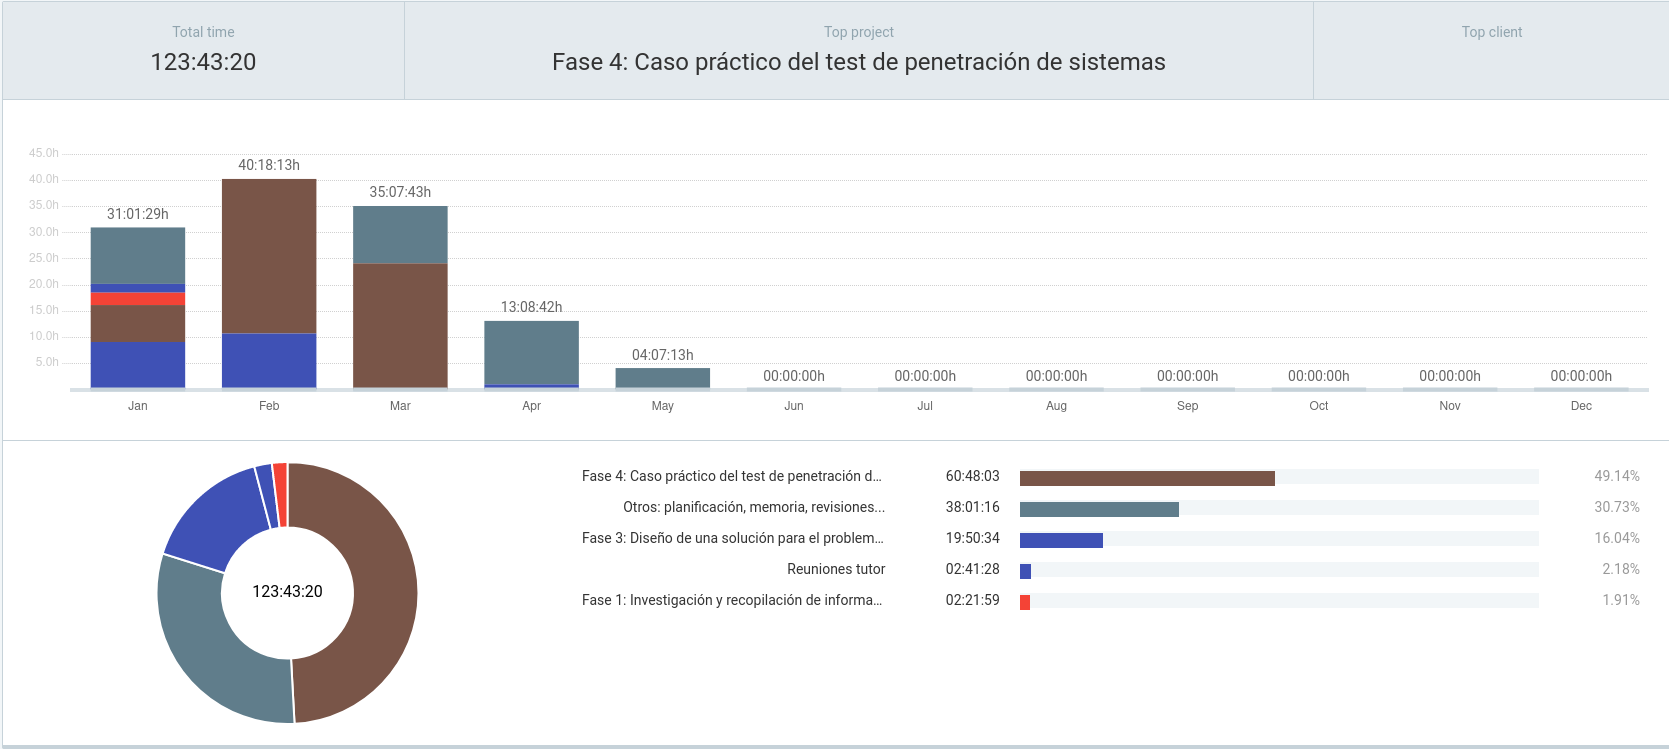 Total time
Top project
Top client
123:43:20
Fase 4: Caso práctico del test de penetración de sistemas
45.0h
40.0h
35.0h
30.0h
25.0h
20.0h
15.0h
10.0h
5.0h
31:01:29h
40:18:13h
35:07:43h
13:08:42h
04:07:13h
00:00:00h
00:00:00h
00:00:00h
00:00:00h
00:00:00h
00:00:00h
00:00:00h
Jan
Feb
Mar
Apr
May
Jun
Jul
Aug
Sep
Oct
Nov
Dec
123:43:20
Fase 4: Caso práctico del test de penetración d... 60:48:03 49.14%
Otros: planificación, memoria, revisiones... 38:01:16 30.73%
Fase 3: Diseño de una solución para el problem... 19:50:34 16.04%
Reuniones tutor 02:41:28 2.18%
Fase 1: Investigación y recopilación de informa... 02:21:59 1.91%